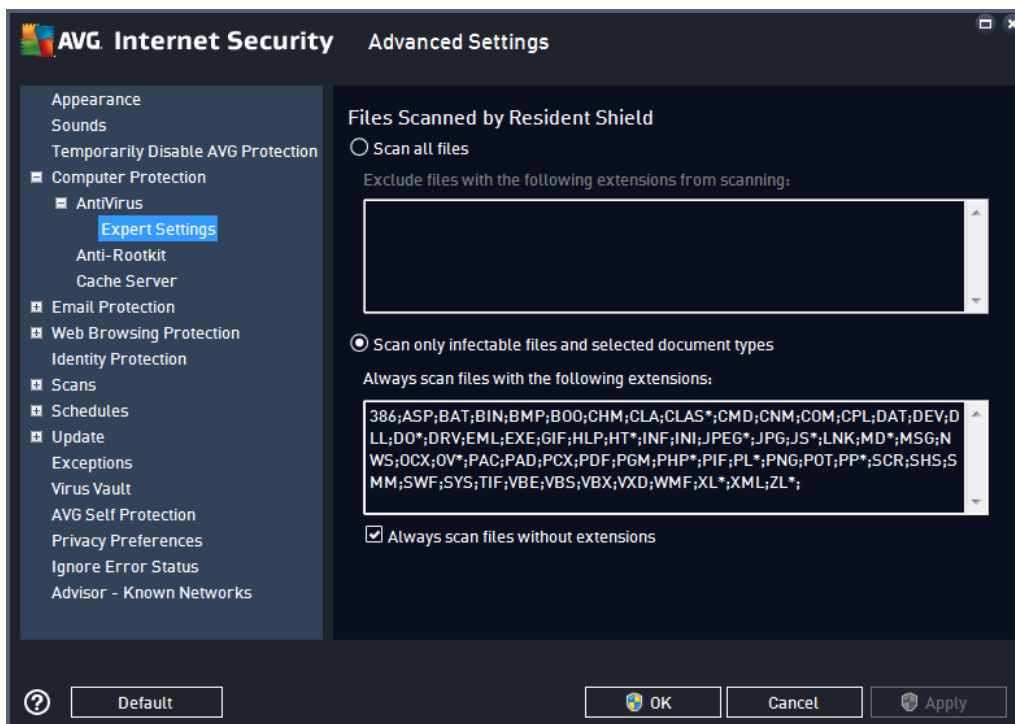 AVG. Internet Security Advanced Settings
Appearance
Sounds
Temporarily Disable AVG Protection
Computer Protection
AntiVirus
Expert Settings
Anti-Rootkit
Cache Server
Email Protection
Web Browsing Protection
Identity Protection
Scans
Schedules
Update
Exceptions
Virus Vault
AVG Self Protection
Privacy Preferences
Ignore Error Status
Advisor - Known Networks
Files Scanned by Resident Shield
Scan all files
Exclude files with the following extensions from scanning:
Scan only infectable files and selected document types
Always scan files with the following extensions:
386;ASP;BAT;BIN;BMP;BOO;CHM;CLA;CLAS*;CMD;CNM;COM;CPL;DAT;DEV;D
LL;DO*;DRV;EML;EXE;GIF;HLP;HT*;INF;INI;JPEG*;JPG;JS*;LNK;MD*;MSG;N
WS;OCX;OV*;PAC;PAD;PCX;PDF;PGM;PHP*;PIF;PL*;PNG;POT;PP*;SCR;SHS;S
MM;SWF;SYS;TIF;VBE;VBS;VBX;VXD;WMF;XL*;XML;ZL*;
Always scan files without extensions
? Default OK Cancel Apply